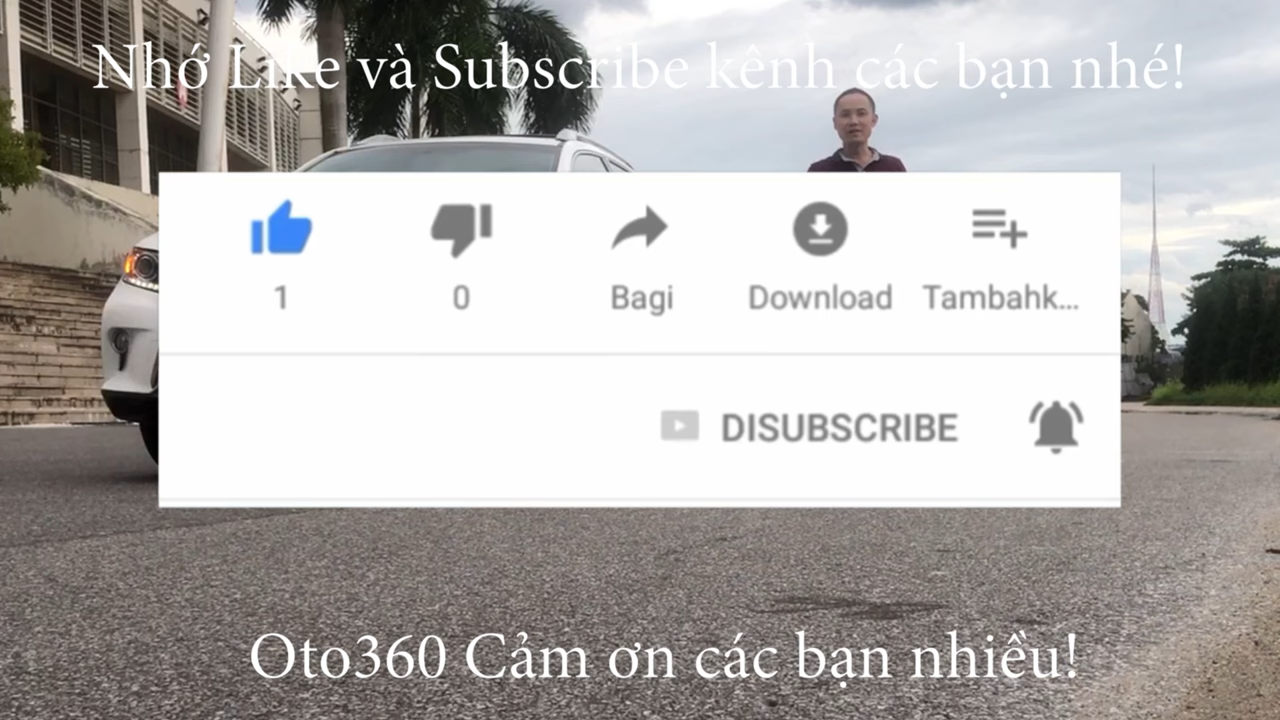 Nhớ Like và Subscribe kênh các bạn nhé!
1 0 Bagi Download Tambahk...
DISUBSCRIBE
Oto360 Cảm ơn các bạn nhiều!